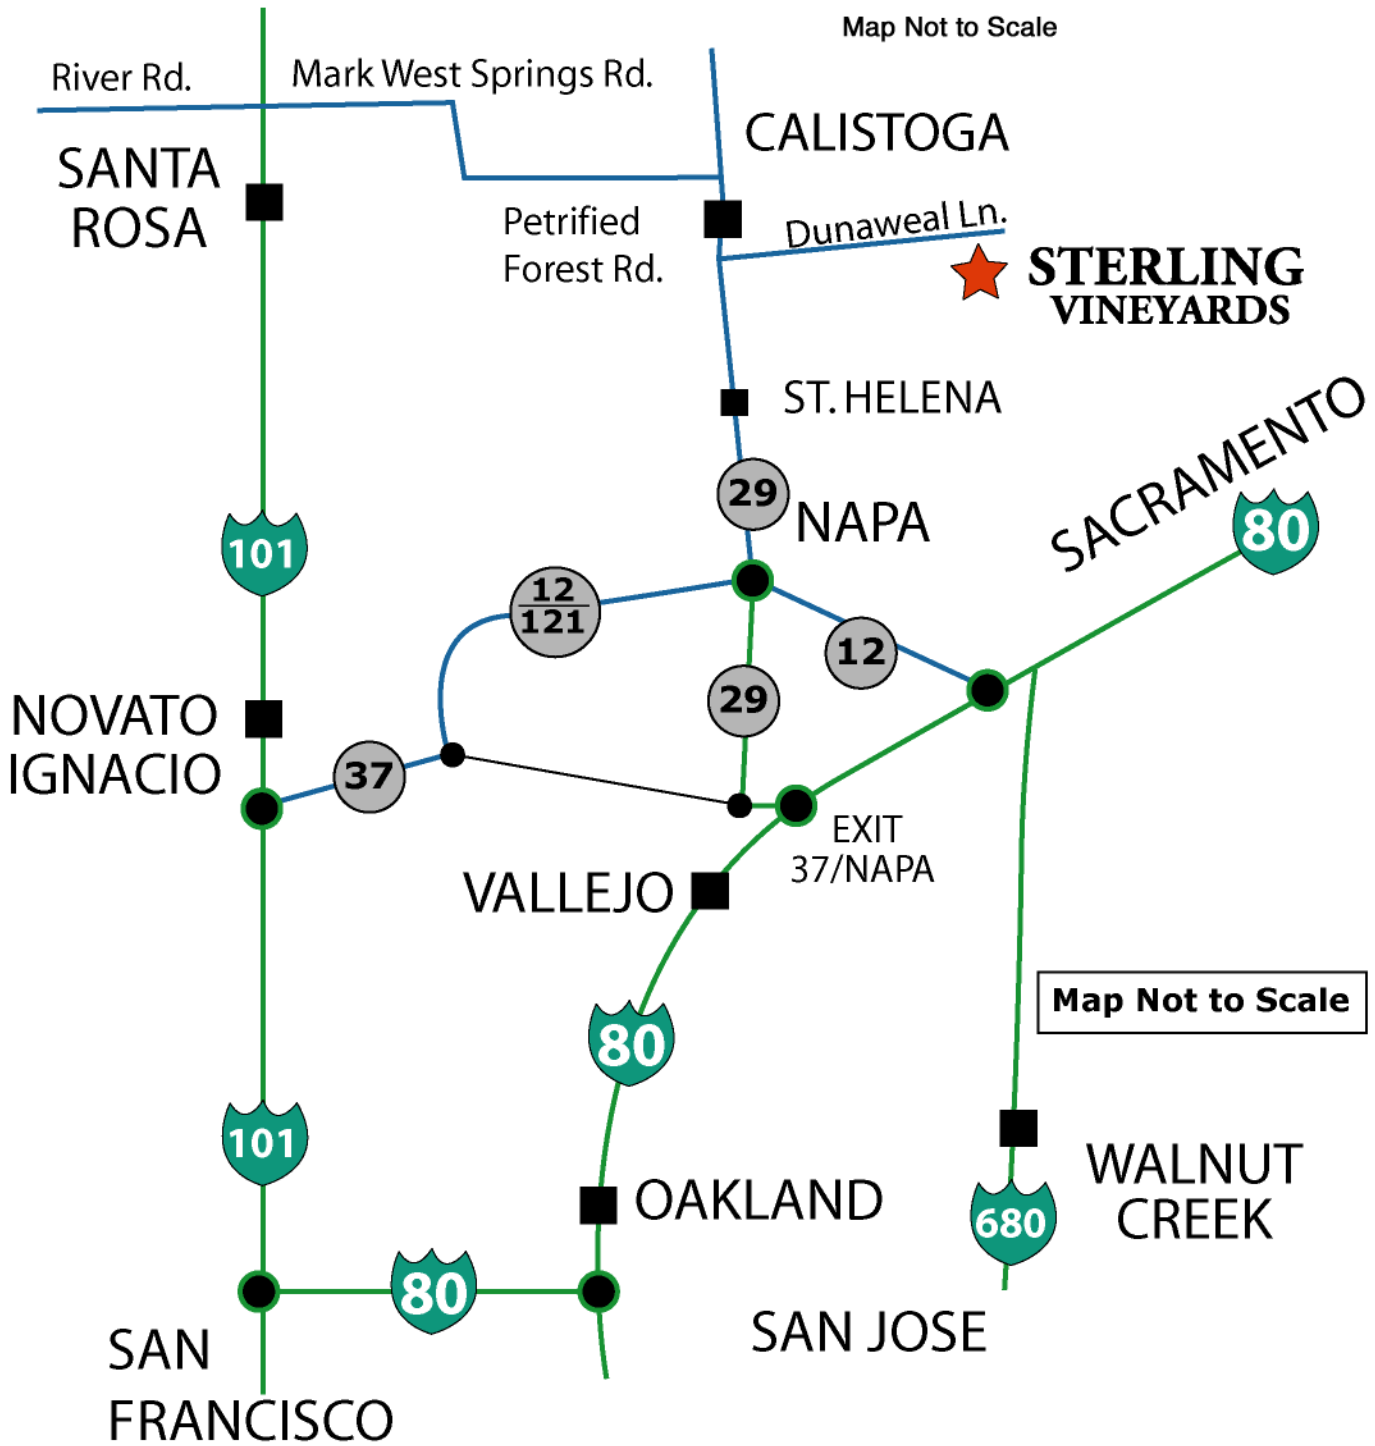 Map Not to Scale
River Rd.
Mark West Springs Rd.
CALISTOGA
SANTA
ROSA
Petrified
Forest Rd.
Dunaweal Ln.
STERLING
VINEYARDS
ST. HELENA
SACRAMENTO
29
NAPA
80
101
12
121
12
29
NOVATO
IGNACIO
37
EXIT
37/NAPA
VALLEJO
Map Not to Scale
80
101
WALNUT
CREEK
OAKLAND
680
80
SAN JOSE
SAN
FRANCISCO